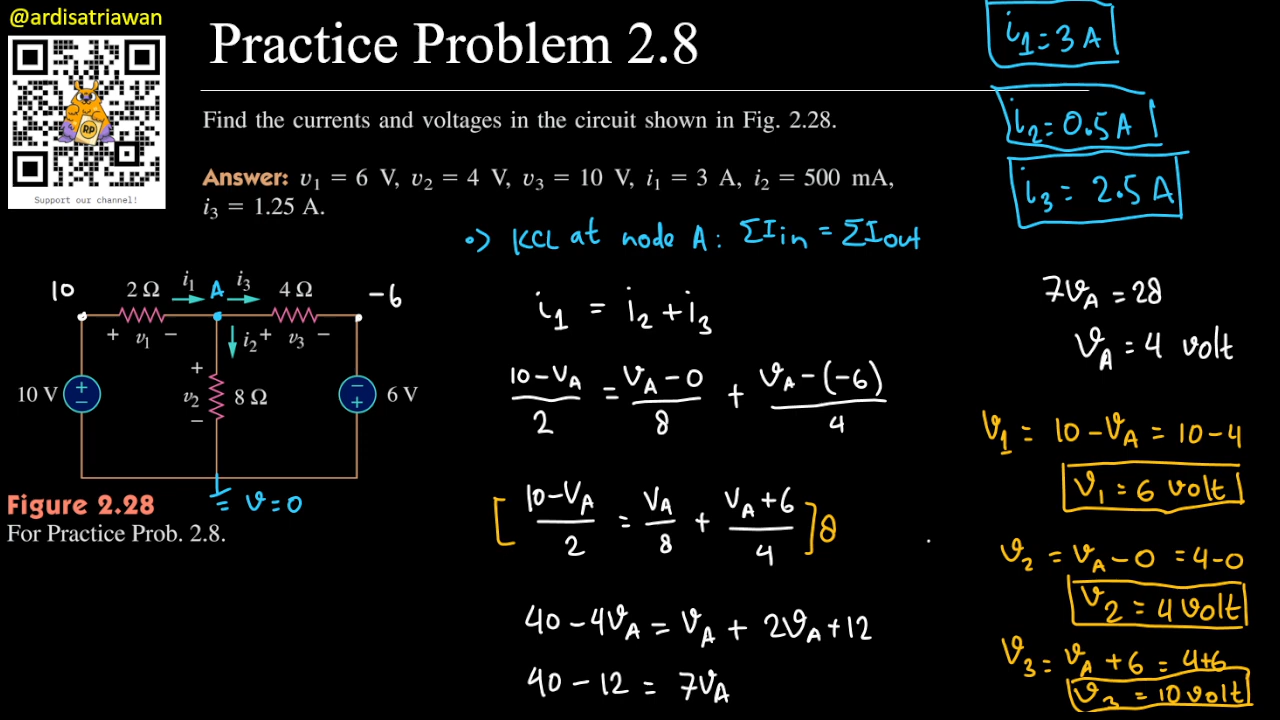 @ardisatriawan
RP
Support our channel!
Practice Problem 2.8
Find the currents and voltages in the circuit shown in Fig. 2.28.
Answer: v₁ = 6 V, v₂ = 4 V, v₃ = 10 V, i₁ = 3 A, i₂ = 500 mA,
i₃ = 1.25 A.
i₁ = 3 A
i₂ = 0.5 A
i₃ = 2.5 A
KCL at node A: ΣIin = ΣIout
10 2 Ω i₁ A i₃ 4 Ω -6
+ v₁ − i₂ + v₃ −
10 V + − + v₂ − 8 Ω − + 6 V
= v = 0
Figure 2.28
For Practice Prob. 2.8.
i₁ = i₂ + i₃
(10 − VA)/2 = (VA − 0)/8 + (VA − (−6))/4
[(10 − VA)/2 = VA/8 + (VA + 6)/4] 8
40 − 4VA = VA + 2VA + 12
40 − 12 = 7VA
7VA = 28
VA = 4 volt
V₁ = 10 − VA = 10 − 4
V₁ = 6 volt
V₂ = VA − 0 = 4 − 0
V₂ = 4 volt
V₃ = VA + 6 = 4+6
V₃ = 10 volt